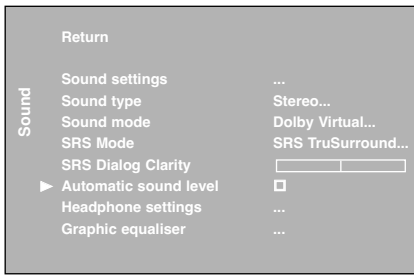 Return
Sound
Sound settings ...
Sound type Stereo...
Sound mode Dolby Virtual...
SRS Mode SRS TruSurround...
SRS Dialog Clarity
Automatic sound level
Headphone settings ...
Graphic equaliser ...